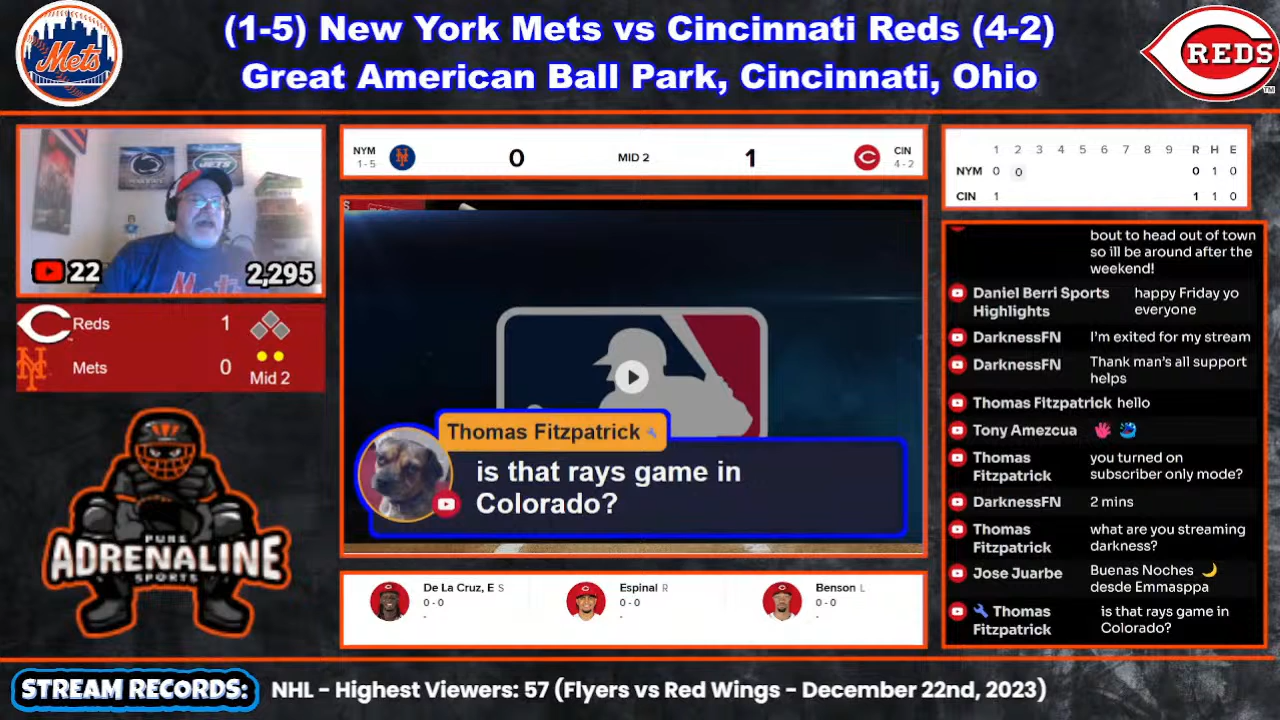 (1-5) New York Mets vs Cincinnati Reds (4-2)
Great American Ball Park, Cincinnati, Ohio
Mets
REDS
TM
PENN STATE
JETS
Mets
22
2,295
Reds 1
Mets 0
Mid 2
PURE
ADRENALINE
SPORTS
NYM
1-5
0
MID 2
1
CIN
4-2
1 2 3 4 5 6 7 8 9 R H E
NYM 0 0 0 1 0
CIN 1 1 1 0
Thomas Fitzpatrick
is that rays game in
Colorado?
De La Cruz, E S
0-0
-
Espinal R
0-0
-
Benson L
0-0
-
bout to head out of town
so ill be around after the
weekend!
Daniel Berri Sports Highlights happy Friday yo
everyone
DarknessFN I'm exited for my stream
DarknessFN Thank man's all support
helps
Thomas Fitzpatrick hello
Tony Amezcua
Thomas Fitzpatrick you turned on
subscriber only mode?
DarknessFN 2 mins
Thomas Fitzpatrick what are you streaming
darkness?
Jose Juarbe Buenas Noches 🌙
desde Emmasppa
Thomas Fitzpatrick is that rays game in
Colorado?
STREAM RECORDS: NHL - Highest Viewers: 57 (Flyers vs Red Wings - December 22nd, 2023)